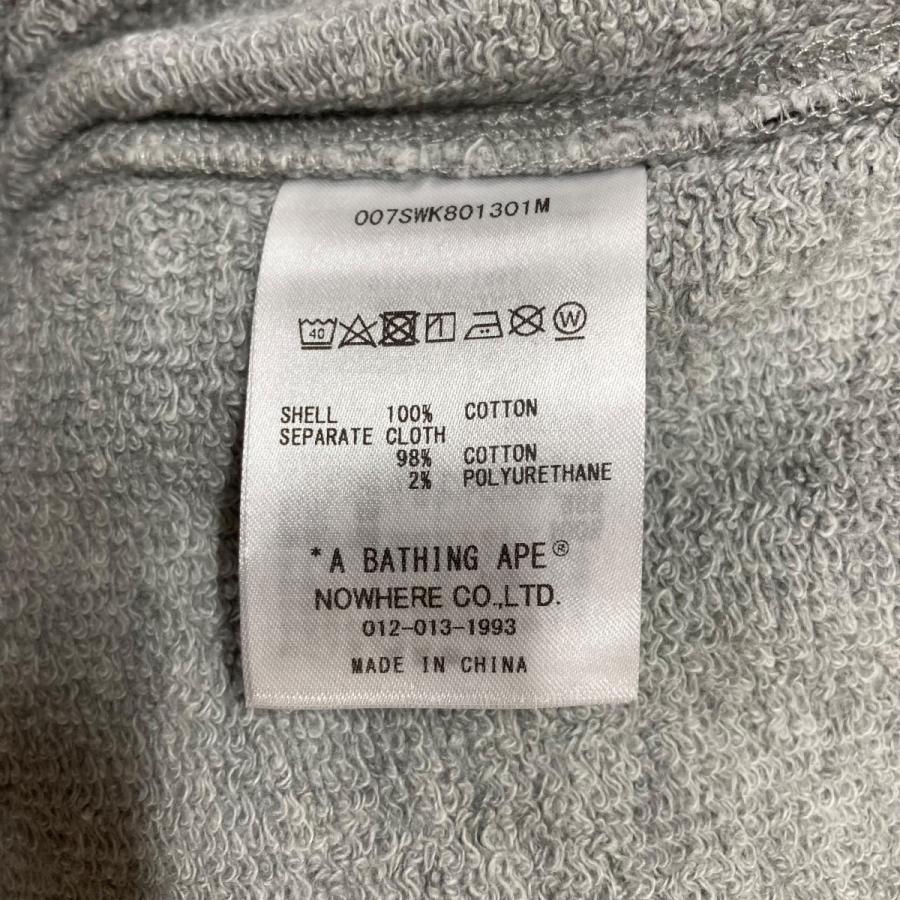 007SWK801301M
40 W
SHELL 100% COTTON
SEPARATE CLOTH
98% COTTON
2% POLYURETHANE
*A BATHING APE®
NOWHERE CO.,LTD.
012-013-1993
MADE IN CHINA